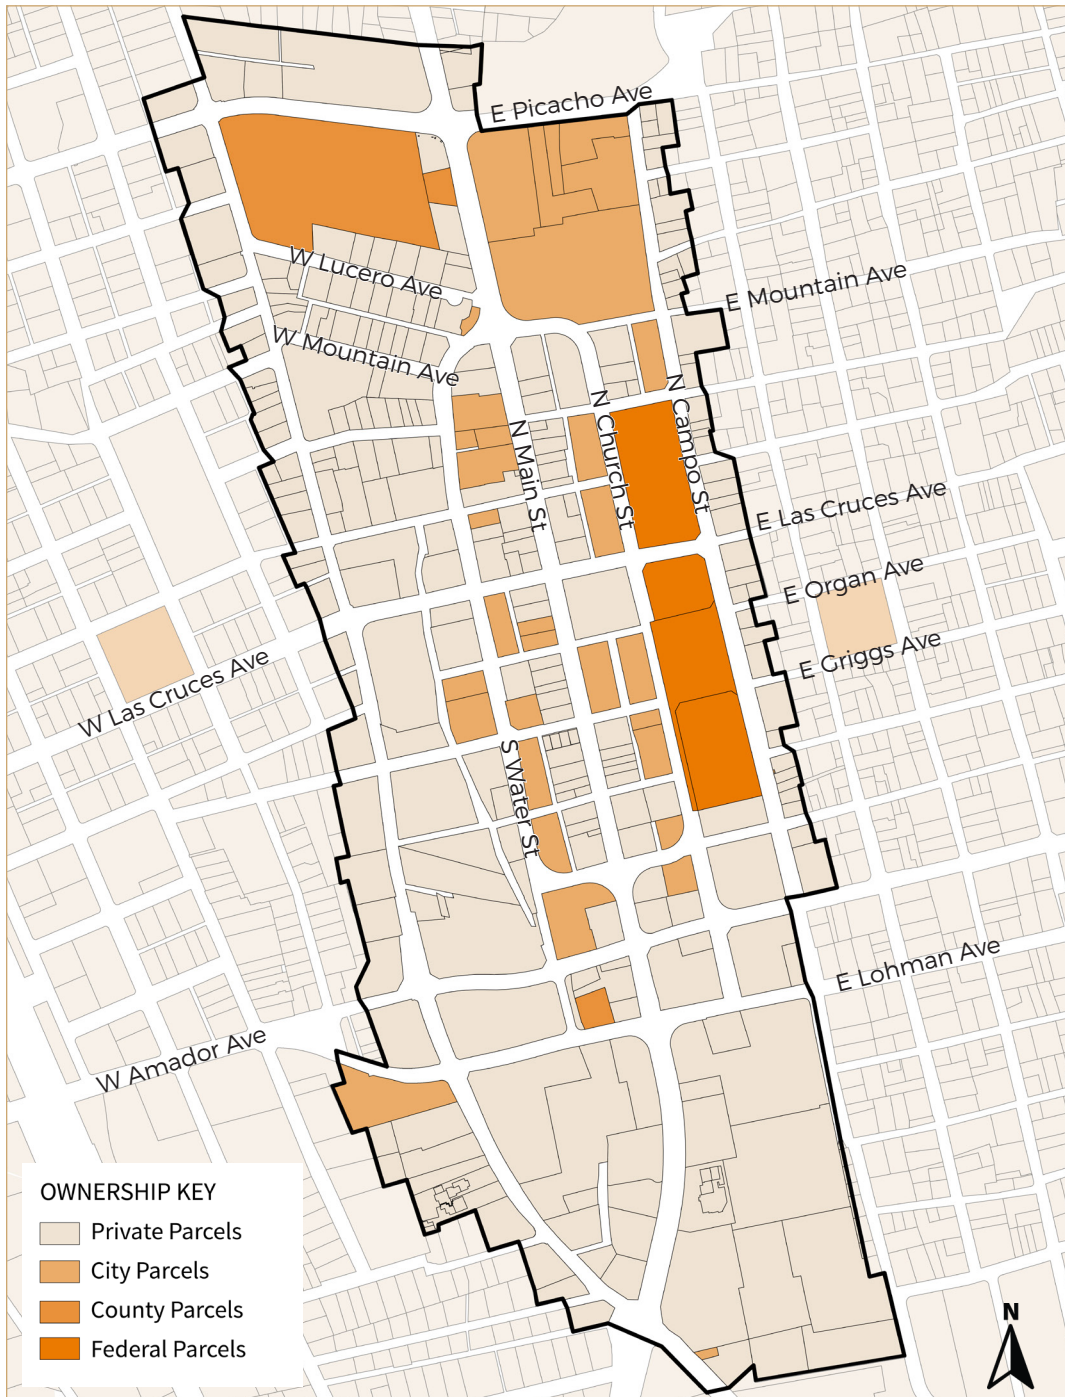 E Picacho Ave
W Lucero Ave
E Mountain Ave
W Mountain Ave
N Main St
N Church St
N Campo St
E Las Cruces Ave
E Organ Ave
E Griggs Ave
W Las Cruces Ave
S Water St
E Lohman Ave
W Amador Ave
OWNERSHIP KEY
Private Parcels
City Parcels
County Parcels
Federal Parcels
N